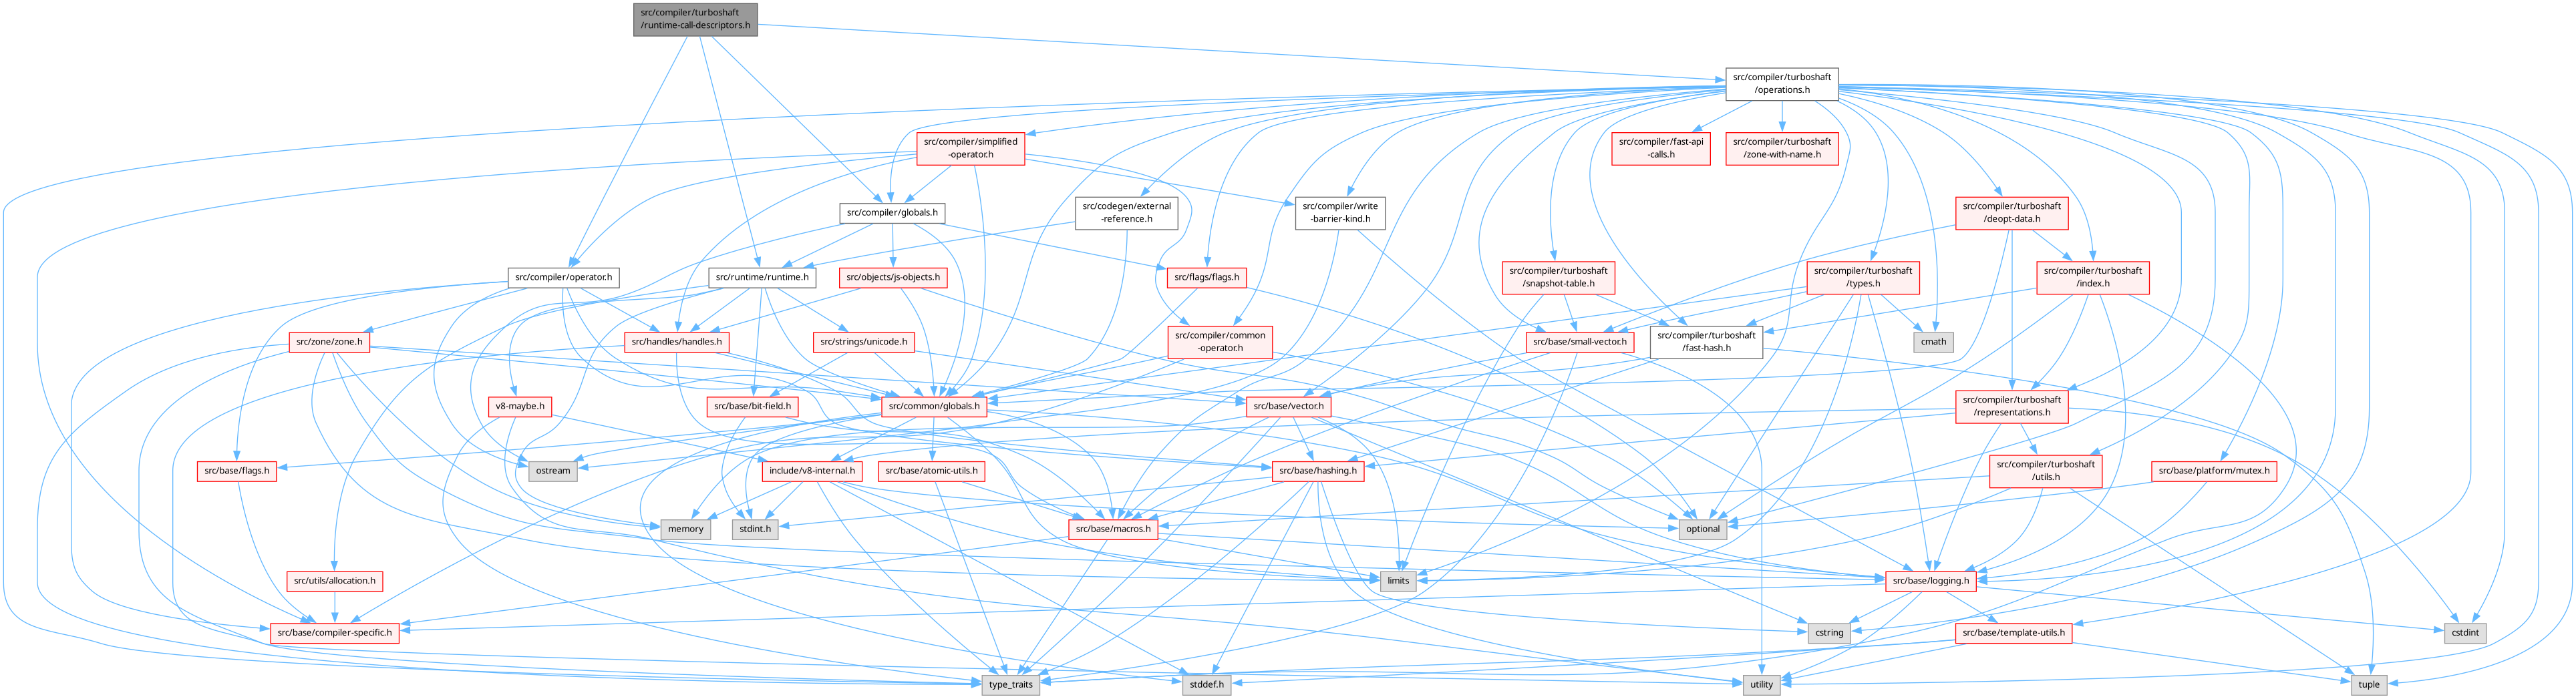 src/compiler/turboshaft
/runtime-call-descriptors.h
src/compiler/turboshaft
/operations.h
src/compiler/simplified
-operator.h
src/compiler/fast-api
-calls.h
src/compiler/turboshaft
/zone-with-name.h
src/compiler/globals.h
src/codegen/external
-reference.h
src/compiler/write
-barrier-kind.h
src/compiler/turboshaft
/deopt-data.h
src/compiler/operator.h
src/runtime/runtime.h
src/objects/js-objects.h
src/flags/flags.h
src/compiler/turboshaft
/snapshot-table.h
src/compiler/turboshaft
/types.h
src/compiler/turboshaft
/index.h
src/zone/zone.h
src/handles/handles.h
src/strings/unicode.h
src/compiler/common
-operator.h
src/base/small-vector.h
src/compiler/turboshaft
/fast-hash.h
cmath
v8-maybe.h
src/base/bit-field.h
src/common/globals.h
src/base/vector.h
src/compiler/turboshaft
/representations.h
src/base/flags.h
ostream
include/v8-internal.h
src/base/atomic-utils.h
src/base/hashing.h
src/compiler/turboshaft
/utils.h
src/base/platform/mutex.h
memory
stdint.h
src/base/macros.h
optional
src/utils/allocation.h
limits
src/base/logging.h
src/base/compiler-specific.h
cstring
src/base/template-utils.h
cstdint
type_traits
stddef.h
utility
tuple